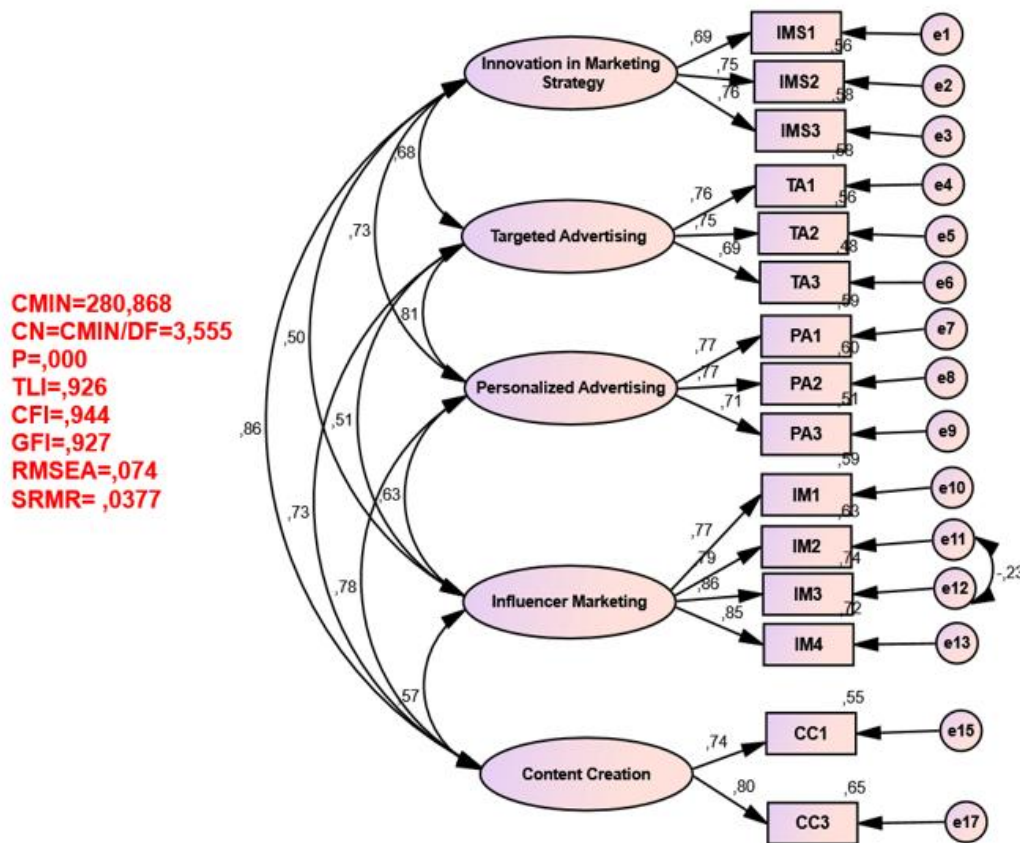 ,69
IMS1
e1
Innovation in Marketing
Strategy
,56
,75
IMS2
e2
,76
,58
IMS3
e3
,68
,58
,76
TA1
e4
,56
,73
Targeted Advertising
,75
TA2
e5
,48
,69
TA3
e6
,59
CMIN=280,868
CN=CMIN/DF=3,555
P=,000
TLI=,926
CFI=,944
GFI=,927
RMSEA=,074
SRMR= ,0377
,81
,50
,77
PA1
e7
,60
Personalized Advertising
,77
PA2
e8
,51
,71
PA3
e9
,86
,51
,59
,63
IM1
e10
,77
,63
,73
IM2
e11
,79
,74
-,23
,78
Influencer Marketing
,86
IM3
e12
,72
,85
IM4
e13
,57
,55
,74
CC1
e15
Content Creation
,80
,65
CC3
e17